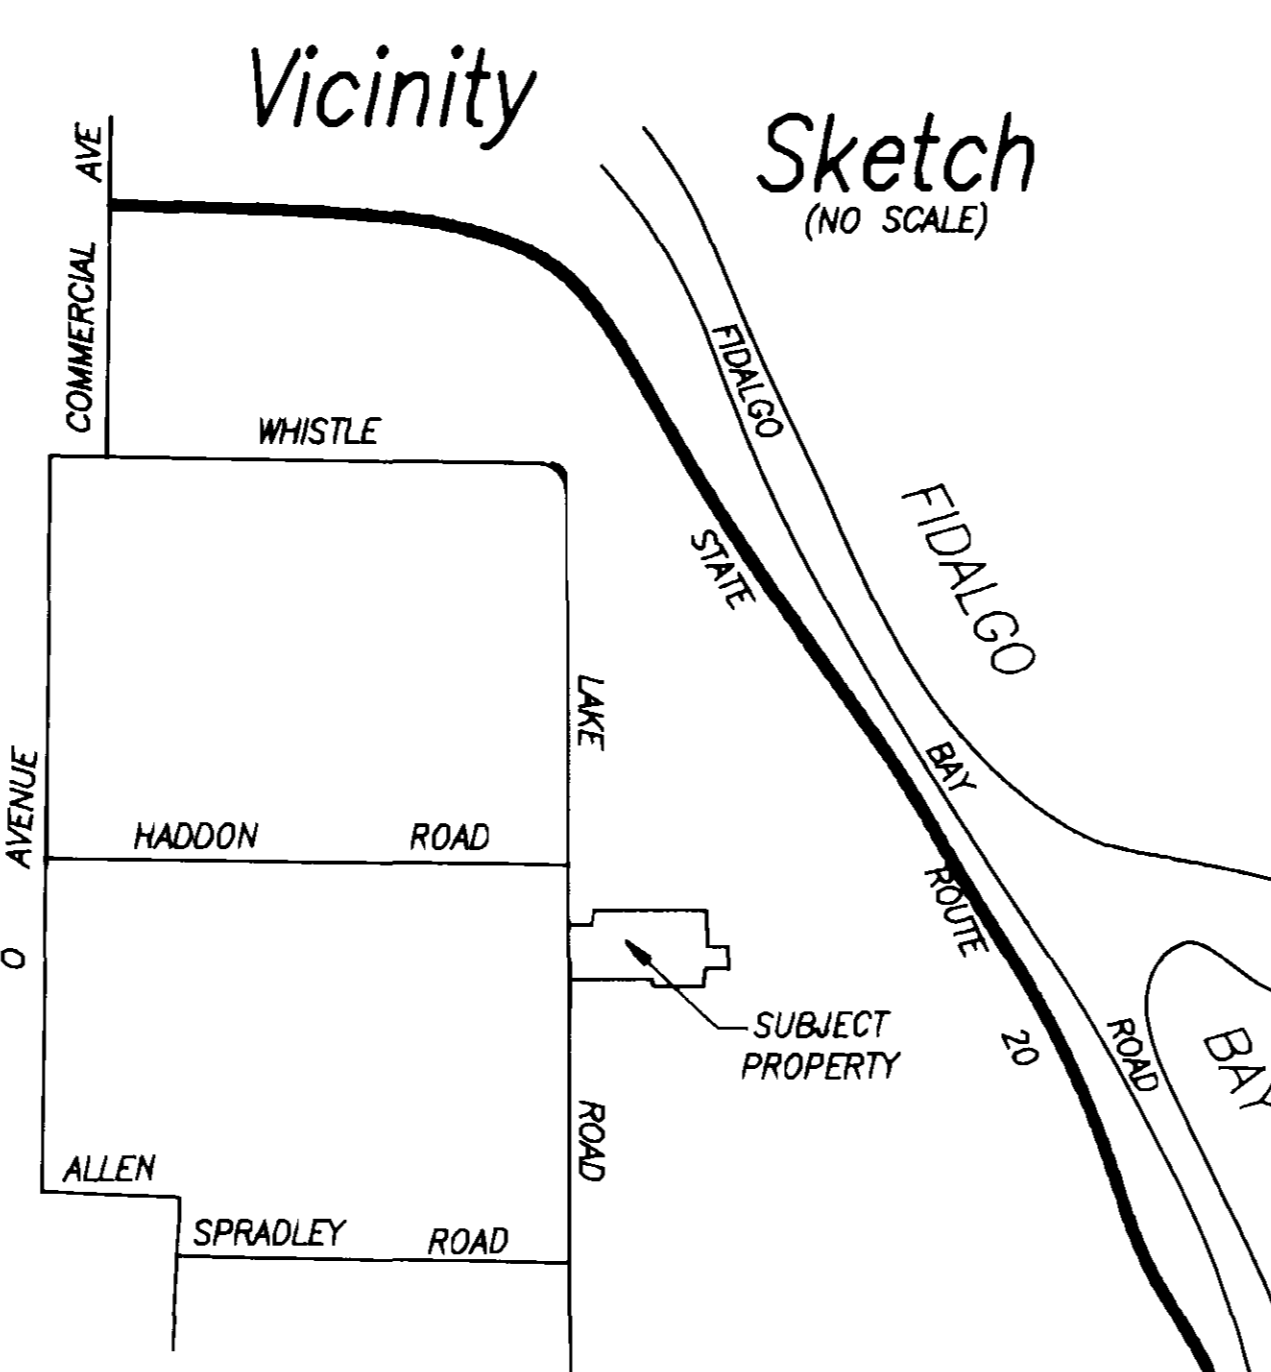 Vicinity
Sketch
(NO SCALE)
COMMERCIAL AVE
WHISTLE
LAKE
ROAD
FIDALGO
BAY
ROAD
STATE
ROUTE
20
FIDALGO
BAY
O AVENUE
HADDON ROAD
SUBJECT
PROPERTY
ALLEN
SPRADLEY ROAD